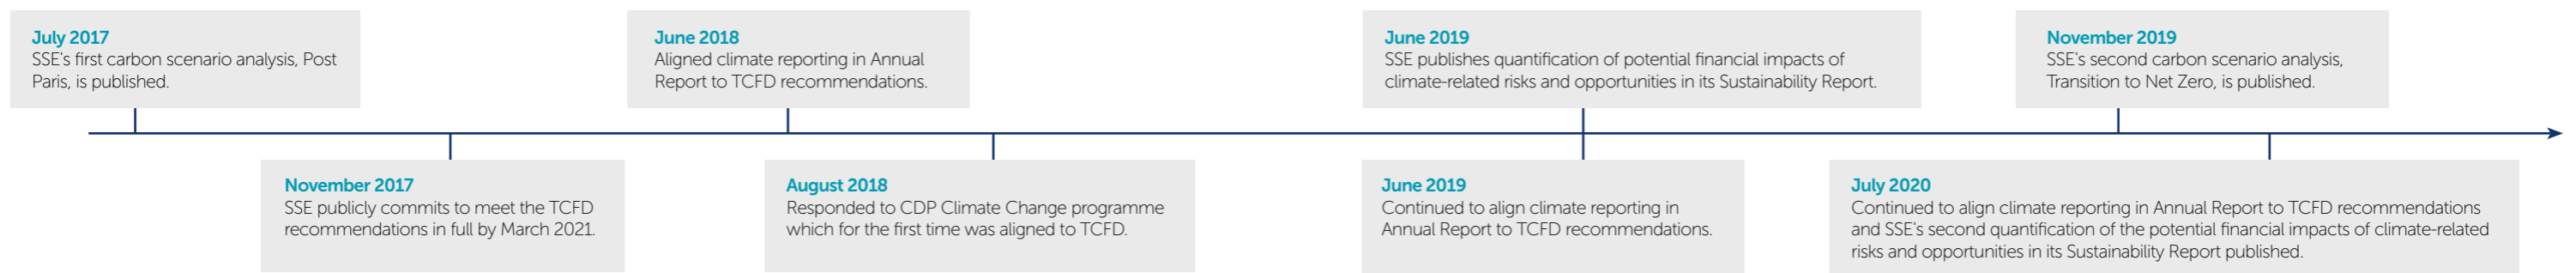 July 2017
SSE's first carbon scenario analysis, Post
Paris, is published.
November 2017
SSE publicly commits to meet the TCFD
recommendations in full by March 2021.
June 2018
Aligned climate reporting in Annual
Report to TCFD recommendations.
August 2018
Responded to CDP Climate Change programme
which for the first time was aligned to TCFD.
June 2019
SSE publishes quantification of potential financial impacts of
climate-related risks and opportunities in its Sustainability Report.
June 2019
Continued to align climate reporting in
Annual Report to TCFD recommendations.
November 2019
SSE's second carbon scenario analysis,
Transition to Net Zero, is published.
July 2020
Continued to align climate reporting in Annual Report to TCFD recommendations
and SSE's second quantification of the potential financial impacts of climate-related
risks and opportunities in its Sustainability Report published.